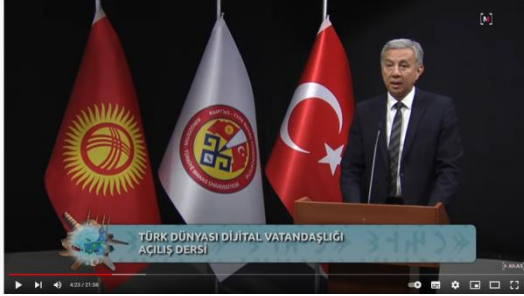 TÜRK DÜNYASI DİJİTAL VATANDAŞLIĞI
AÇILIŞ DERSİ
4:23 / 21:38